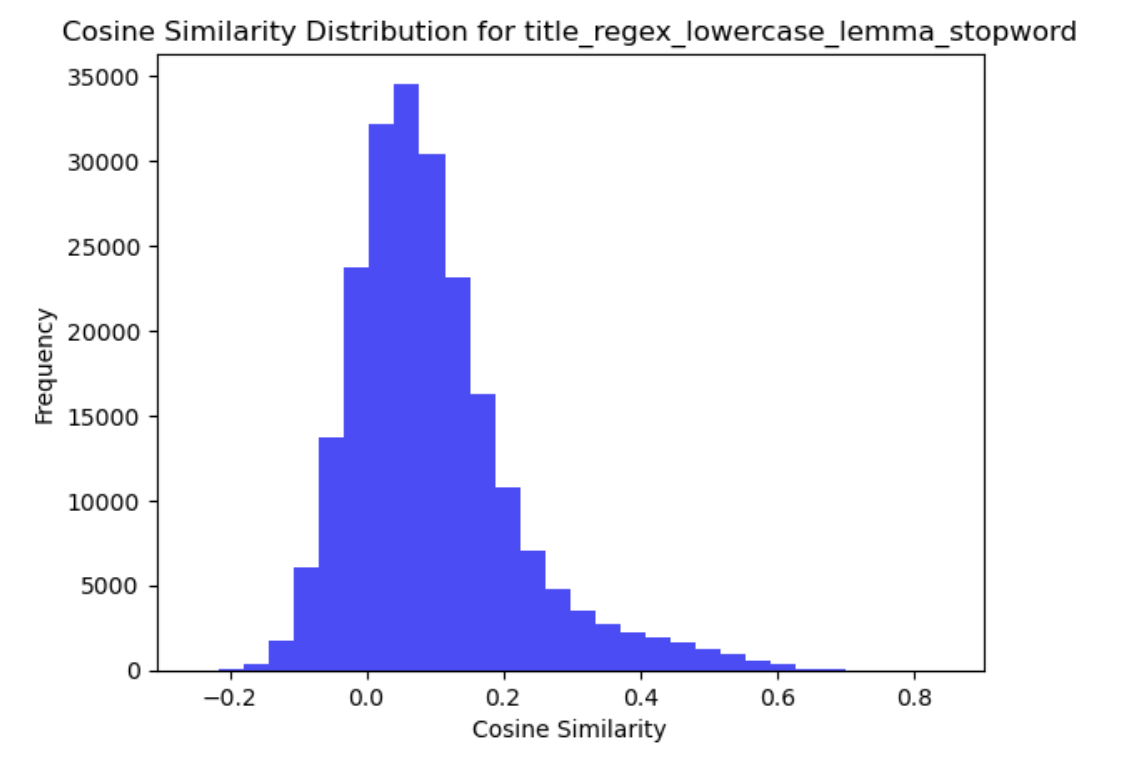 Cosine Similarity Distribution for title_regex_lowercase_lemma_stopword
35000
30000
25000
20000
15000
10000
5000
0
Frequency
−0.2 0.0 0.2 0.4 0.6 0.8
Cosine Similarity